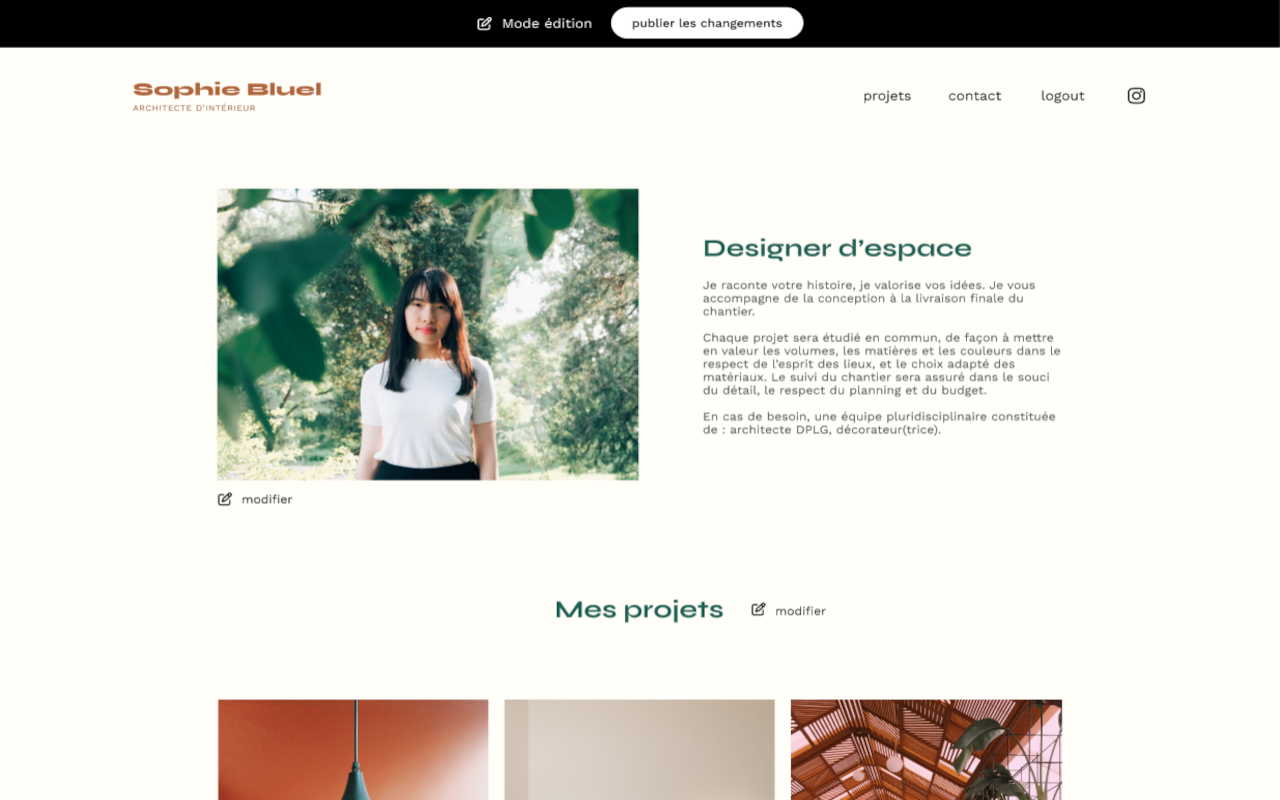 Mode édition
publier les changements
Sophie Bluel
ARCHITECTE D'INTÉRIEUR
projets
contact
logout
Designer d’espace
Je raconte votre histoire, je valorise vos idées. Je vous
accompagne de la conception à la livraison finale du
chantier.
Chaque projet sera étudié en commun, de façon à mettre
en valeur les volumes, les matières et les couleurs dans le
respect de l’esprit des lieux, et le choix adapté des
matériaux. Le suivi du chantier sera assuré dans le souci
du détail, le respect du planning et du budget.
En cas de besoin, une équipe pluridisciplinaire constituée
de : architecte DPLG, décorateur(trice).
modifier
Mes projets
modifier